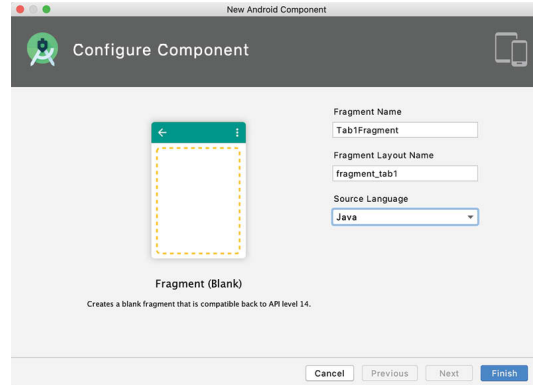 New Android Component
Configure Component
Fragment Name
Tab1Fragment
Fragment Layout Name
fragment_tab1
Source Language
Java
Fragment (Blank)
Creates a blank fragment that is compatible back to API level 14.
Cancel
Previous
Next
Finish